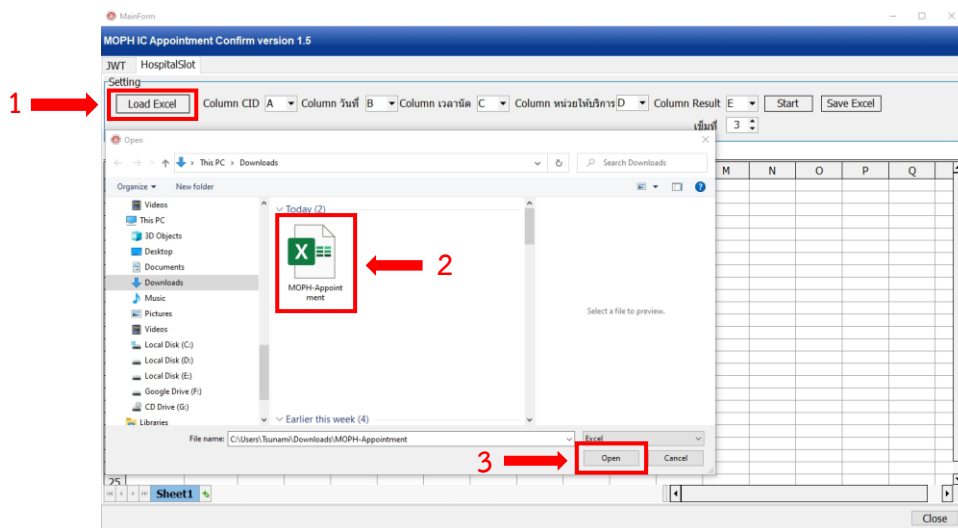 MainForm
MOPH IC Appointment Confirm version 1.5
JWT HospitalSlot
Setting
1 Load Excel Column CID A Column วันที่ B Column เวลานัด C Column หน่วยให้บริการ D Column Result E Start Save Excel
เข็มที่ 3
Open
This PC > Downloads Search Downloads
M N O P Q
Organize New folder
Videos
This PC
3D Objects
Desktop
Documents
Downloads
Music
Pictures
Videos
Local Disk (C:)
Local Disk (D:)
Local Disk (E:)
Google Drive (F:)
CD Drive (G:)
Libraries
Today (2)
X
MOPH-Appoint
ment
2
Select a file to preview.
Earlier this week (4)
File name: C:\Users\Tsunami\Downloads\MOPH-Appointment Excel
3 Open Cancel
25
Sheet1
Close